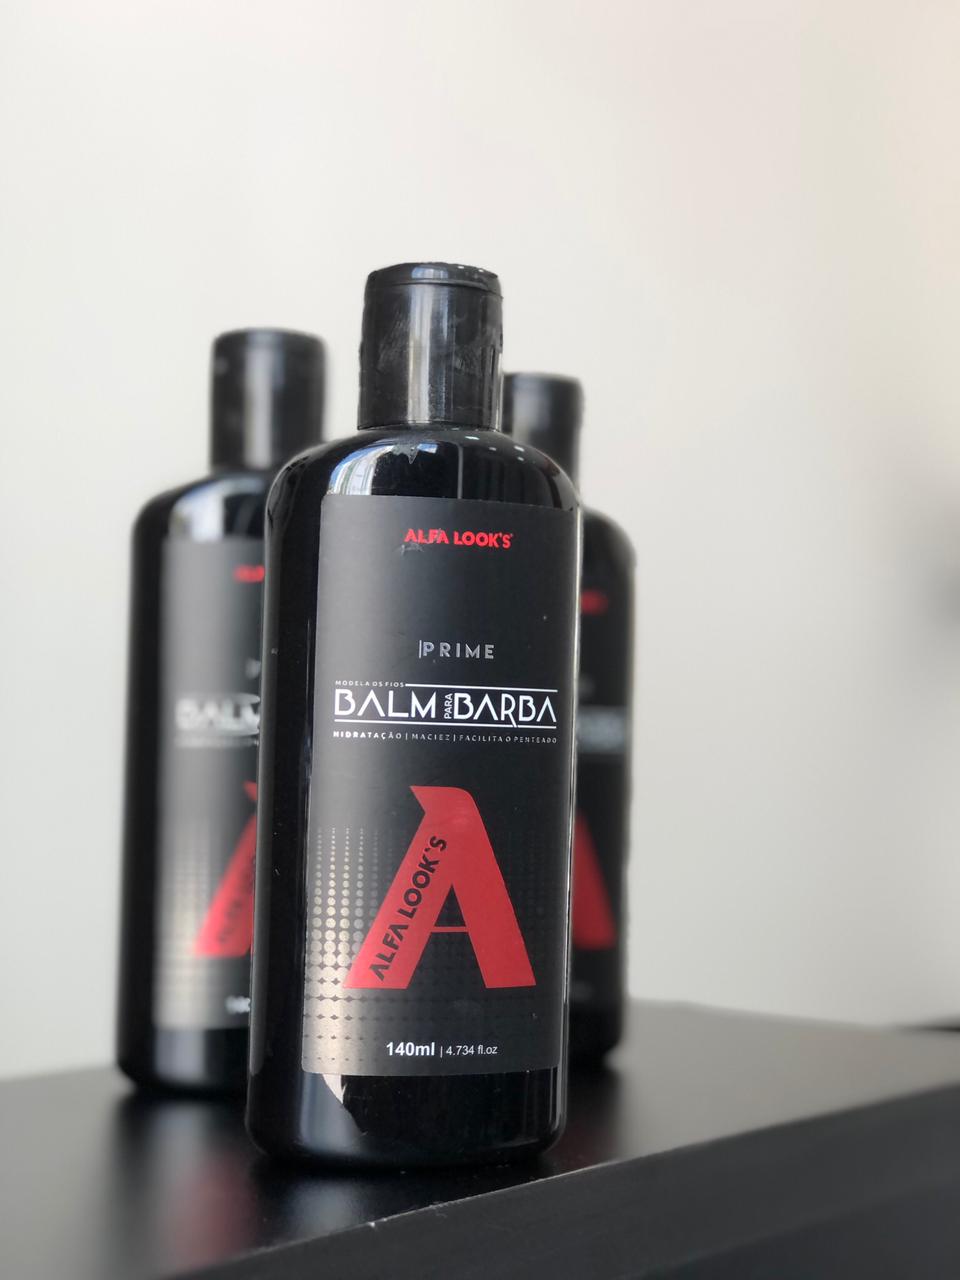 ALFA LOOK'S
PRIME
MODELA OS FIOS
BALM PARA BARBA
HIDRATAÇÃO | MACIEZ | FACILITA O PENTEADO
ALFA LOOK'S
140ml | 4.734 fl.oz
BALM